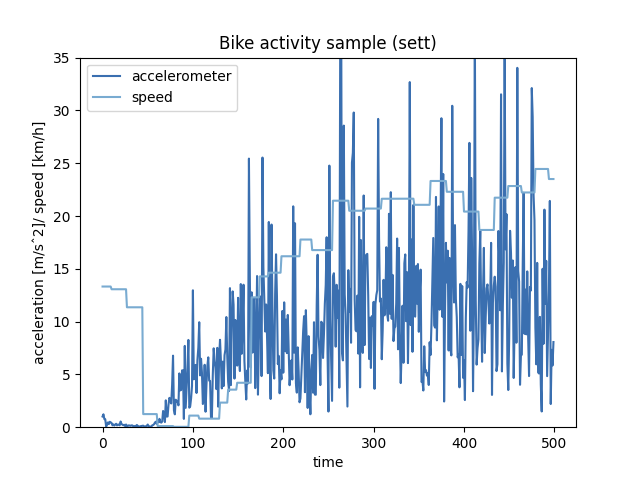 Bike activity sample (sett)
accelerometer
speed
acceleration [m/s^2]/ speed [km/h]
35
30
25
20
15
10
5
0
0 100 200 300 400 500
time